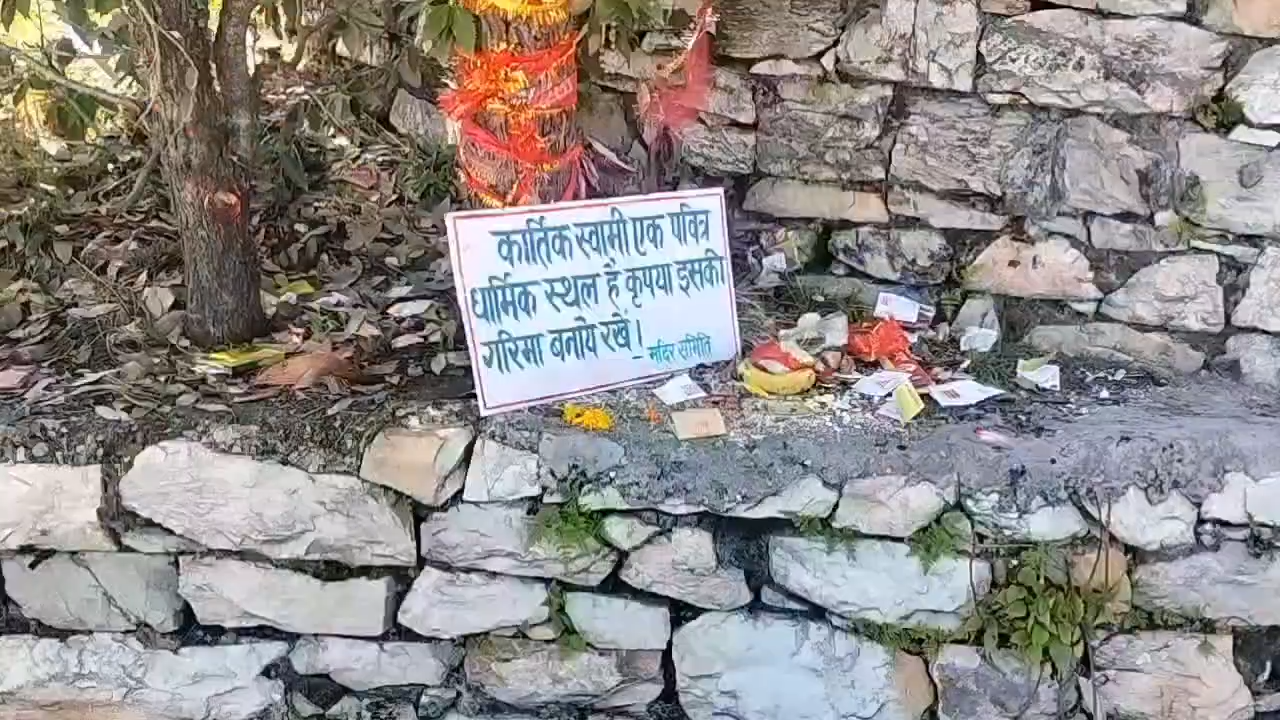 कार्तिक स्वामी एक पवित्र
धार्मिक स्थल हैं कृपया इसकी
गरिमा बनाये रखें।
_ मंदिर समिति